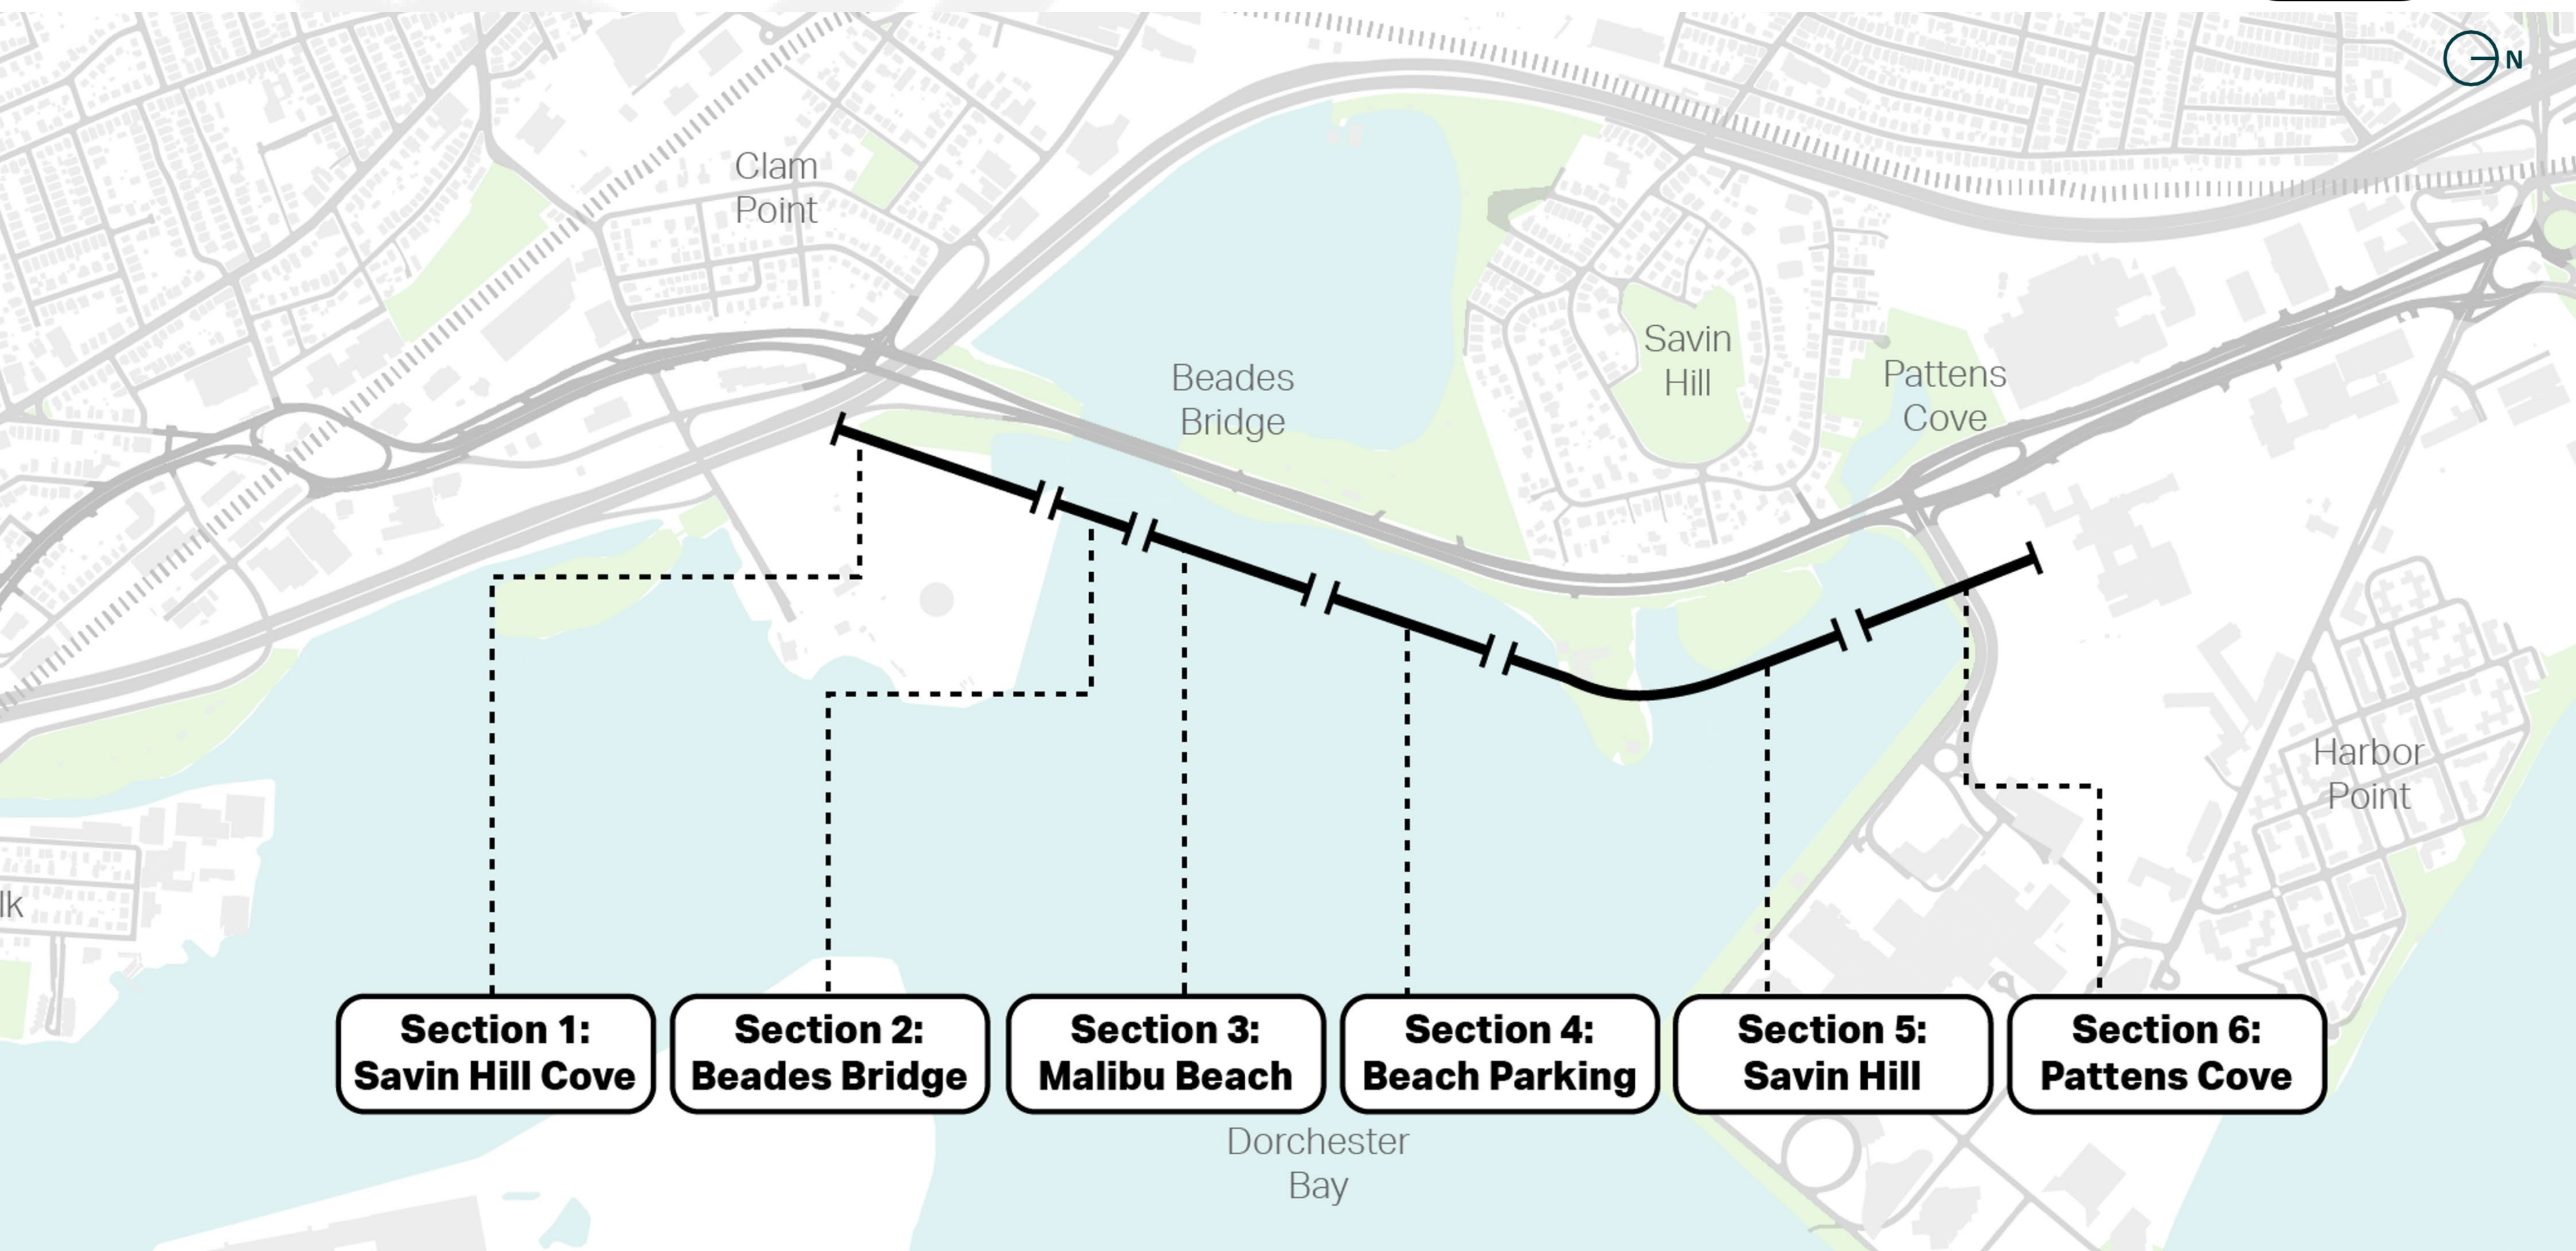 N
Clam
Point
Beades
Bridge
Savin
Hill
Pattens
Cove
Harbor
Point
lk
Section 1:
Savin Hill Cove
Section 2:
Beades Bridge
Section 3:
Malibu Beach
Section 4:
Beach Parking
Section 5:
Savin Hill
Section 6:
Pattens Cove
Dorchester
Bay